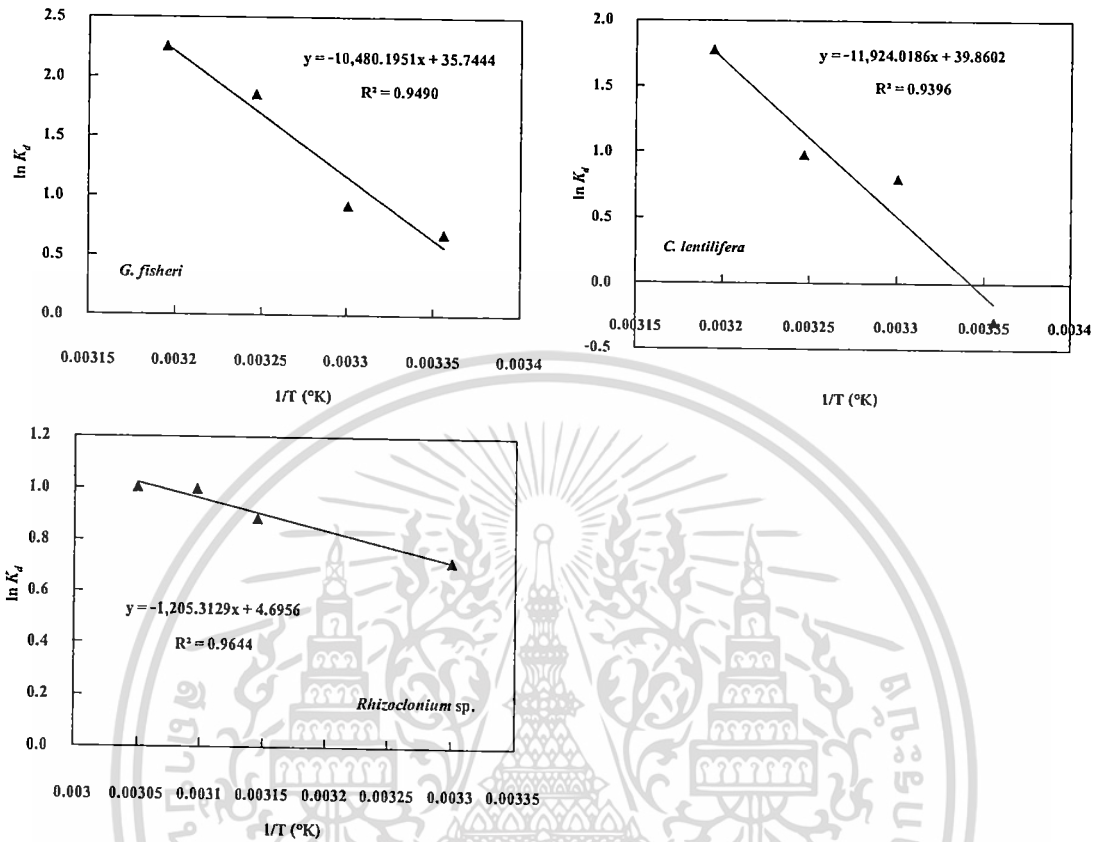 2.5
2.0
1.5
1.0
0.5
0.0
ln Kd
y = -10,480.1951x + 35.7444
R² = 0.9490
G. fisheri
0.00315 0.0032 0.00325 0.0033 0.00335 0.0034
1/T (°K)
2.0
1.5
1.0
0.5
0.0
-0.5
ln Kd
y = -11,924.0186x + 39.8602
R² = 0.9396
C. lentilifera
0.00315 0.0032 0.00325 0.0033 0.00335 0.0034
1/T (°K)
1.2
1.0
0.8
0.6
0.4
0.2
0.0
ln Kd
y = -1,205.3129x + 4.6956
R² = 0.9644
Rhizoclonium sp.
0.003 0.00305 0.0031 0.00315 0.0032 0.00325 0.0033 0.00335
1/T (°K)